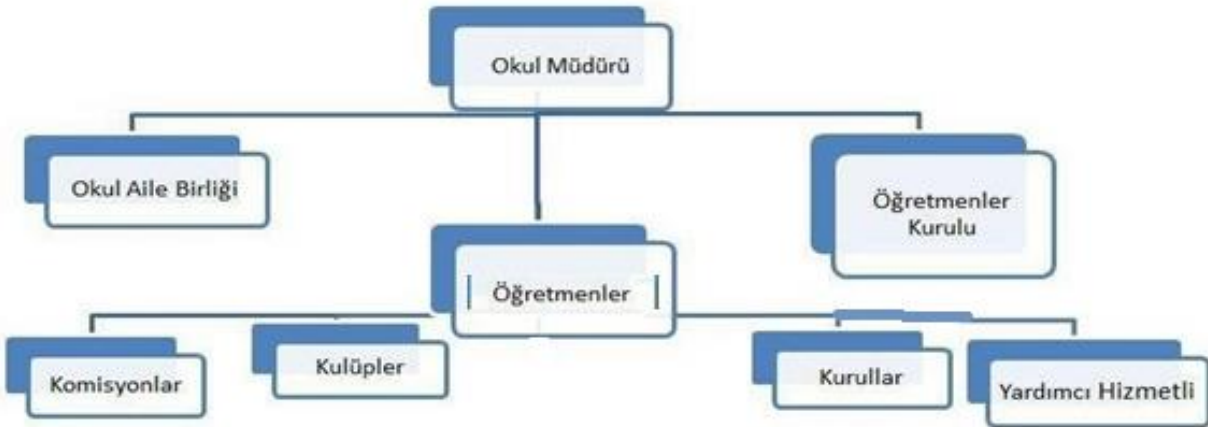 Okul Müdürü
Okul Aile Birliği
Öğretmenler
Kurulu
Öğretmenler
Komisyonlar
Kulüpler
Kurullar
Yardımcı Hizmetli